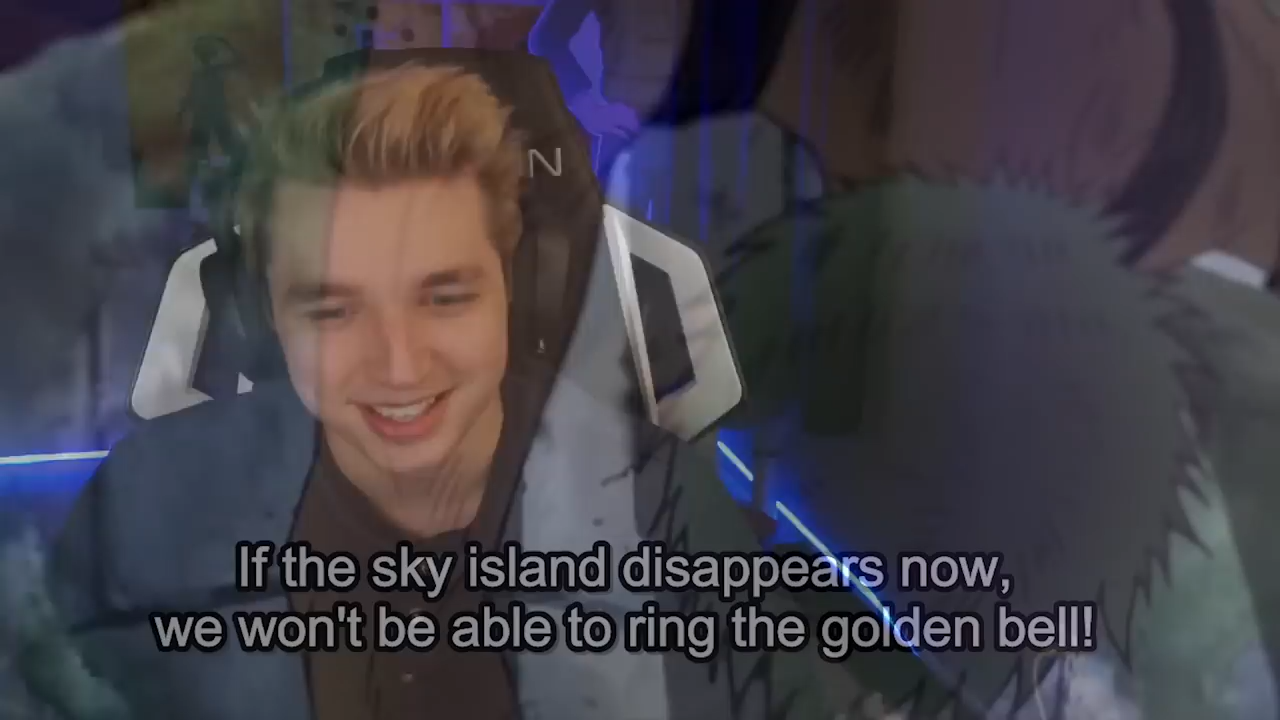 N
If the sky island disappears now,
we won't be able to ring the golden bell!